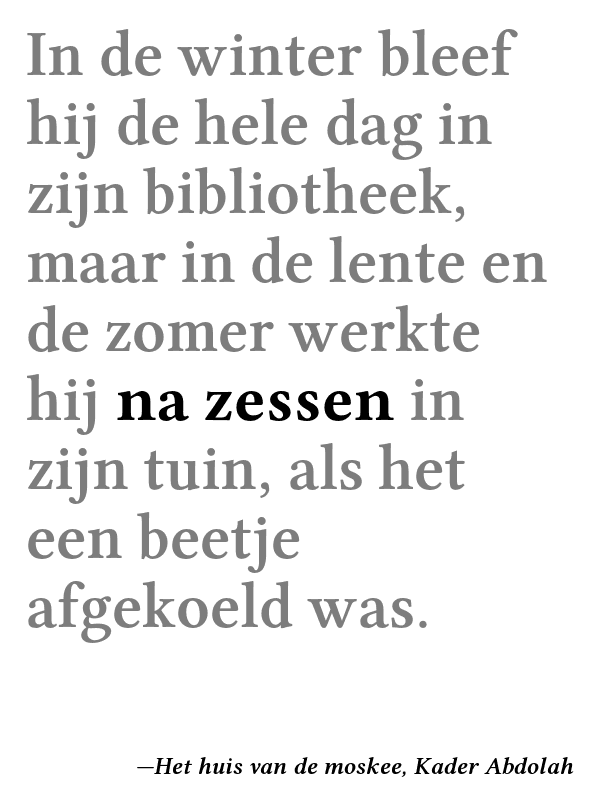 In de winter bleef
hij de hele dag in
zijn bibliotheek,
maar in de lente en
de zomer werkte
hij na zessen in
zijn tuin, als het
een beetje
afgekoeld was.
—Het huis van de moskee, Kader Abdolah